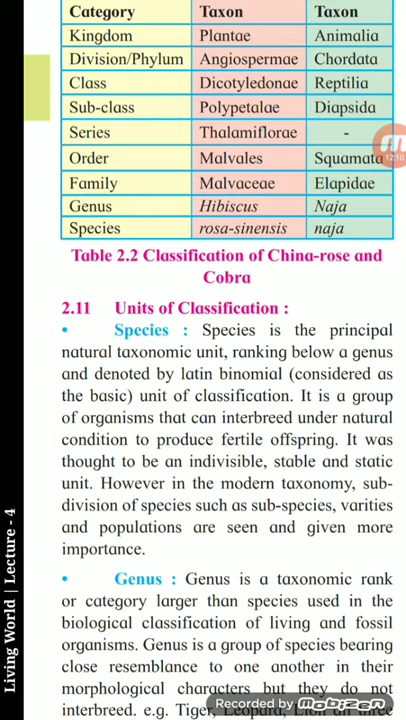 Category Taxon Taxon
Kingdom Plantae Animalia
Division/Phylum Angiospermae Chordata
Class Dicotyledonae Reptilia
Sub-class Polypetalae Diapsida
Series Thalamiflorae -
Order Malvales Squamata
12:10
Family Malvaceae Elapidae
Genus Hibiscus Naja
Species rosa-sinensis naja
Table 2.2 Classification of China-rose and
Cobra
2.11 Units of Classification :
• Species : Species is the principal
natural taxonomic unit, ranking below a genus
and denoted by latin binomial (considered as
the basic) unit of classification. It is a group
of organisms that can interbreed under natural
condition to produce fertile offspring. It was
thought to be an indivisible, stable and static
unit. However in the modern taxonomy, sub-
division of species such as sub-species, varities
and populations are seen and given more
importance.
• Genus : Genus is a taxonomic rank
or category larger than species used in the
biological classification of living and fossil
organisms. Genus is a group of species bearing
close resemblance to one another in their
morphological characters but they do not
interbreed. e.g. Tiger, Leopard, Lion all three
Recorded by Mobizen
Living World | Lecture - 4